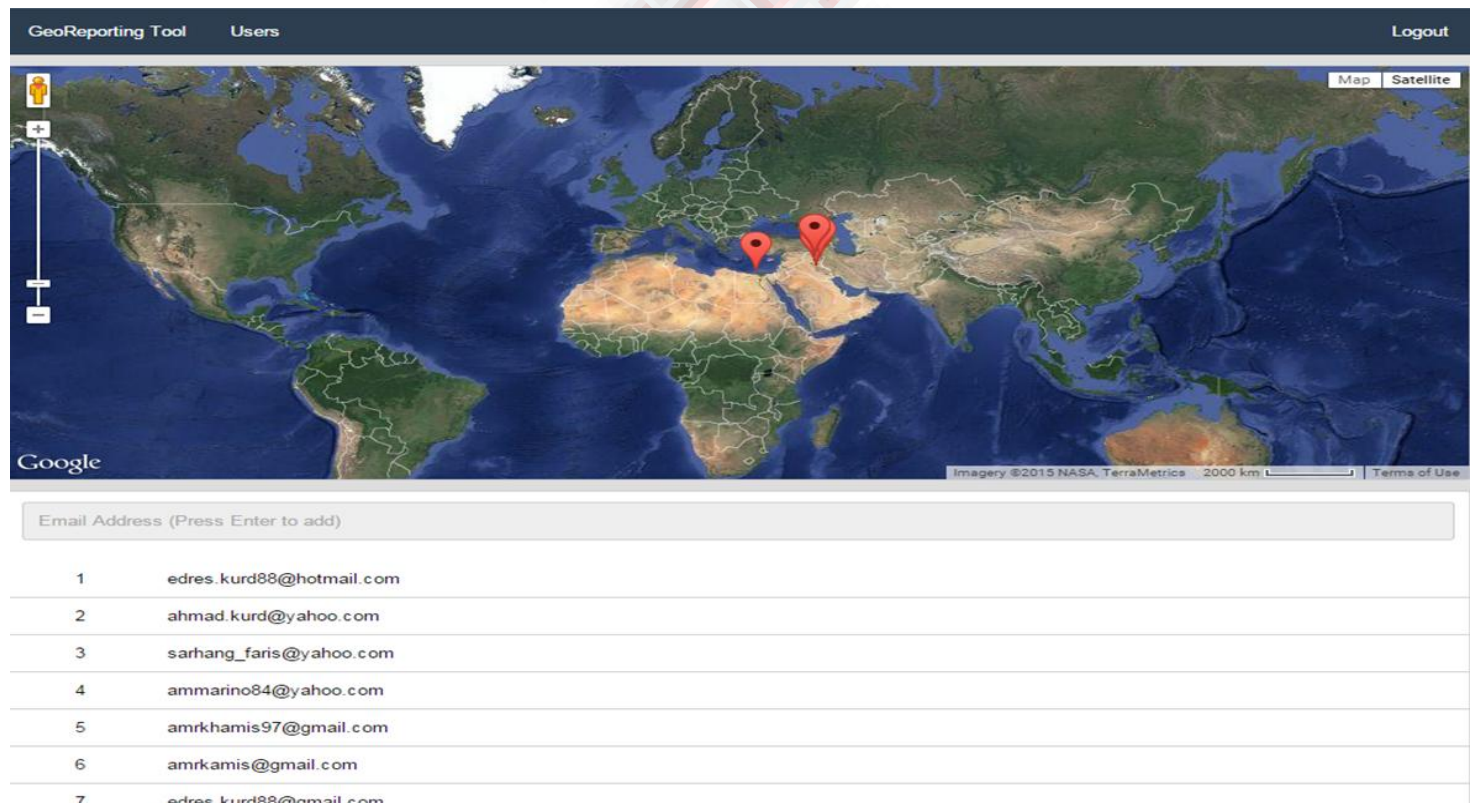 GeoReporting Tool Users Logout
Map Satellite
+
−
Google
Imagery ©2015 NASA, TerraMetrics 2000 km Terms of Use
Email Address (Press Enter to add)
1 edres.kurd88@hotmail.com
2 ahmad.kurd@yahoo.com
3 sarhang_faris@yahoo.com
4 ammarino84@yahoo.com
5 amrkhamis97@gmail.com
6 amrkamis@gmail.com
7 edres.kurd88@gmail.com